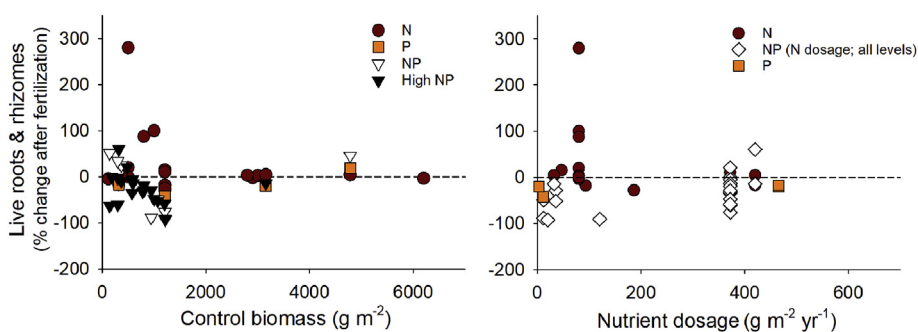 Live roots & rhizomes
(% change after fertilization)
300
200
100
0
-100
-200
N
P
NP
High NP
0 2000 4000 6000
Control biomass (g m-2)
300
200
100
0
-100
-200
N
NP (N dosage; all levels)
P
0 200 400 600
Nutrient dosage (g m-2 yr-1)